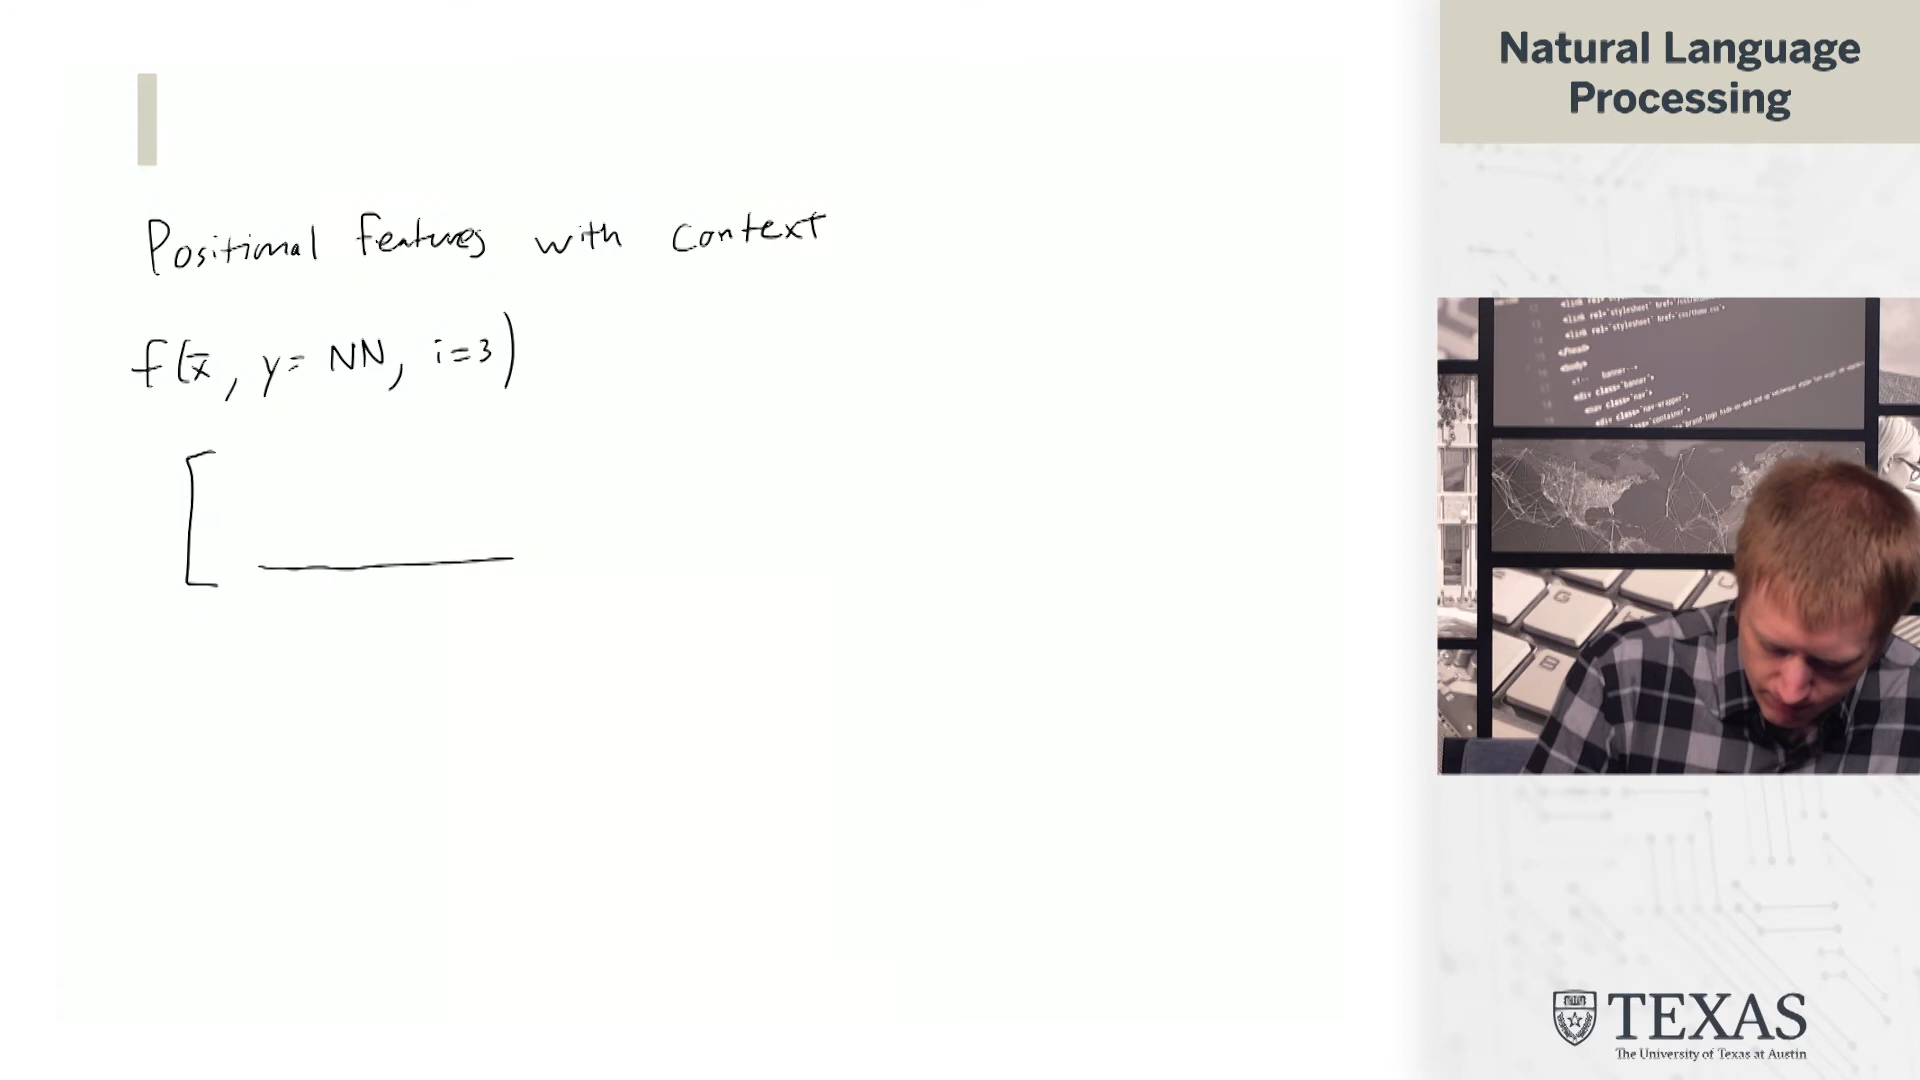 Natural Language
Processing
Positional features with context
f(x̄, y= NN, i=3)
[
TEXAS
The University of Texas at Austin